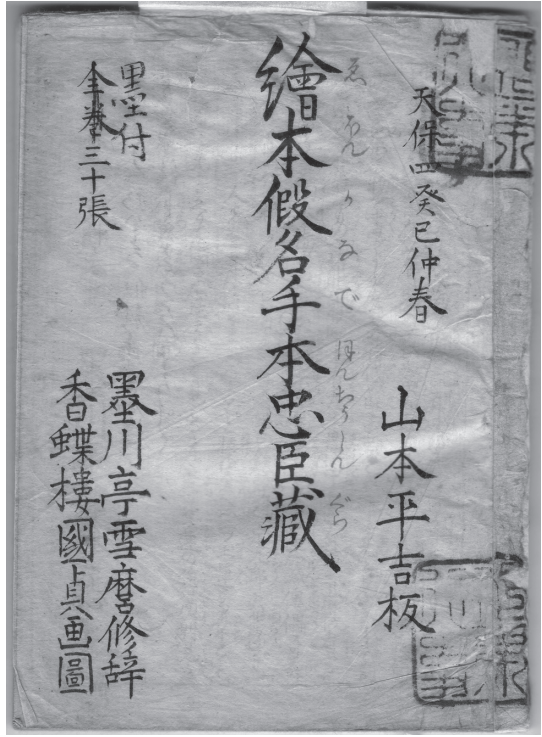 天保四癸巳仲春
山本平吉板
繪本假名手本忠臣藏
ゑほんかなでほんちうしんぐら
墨付
全卷三十張
墨川亭雪麿修辞
香蝶樓國貞画圖